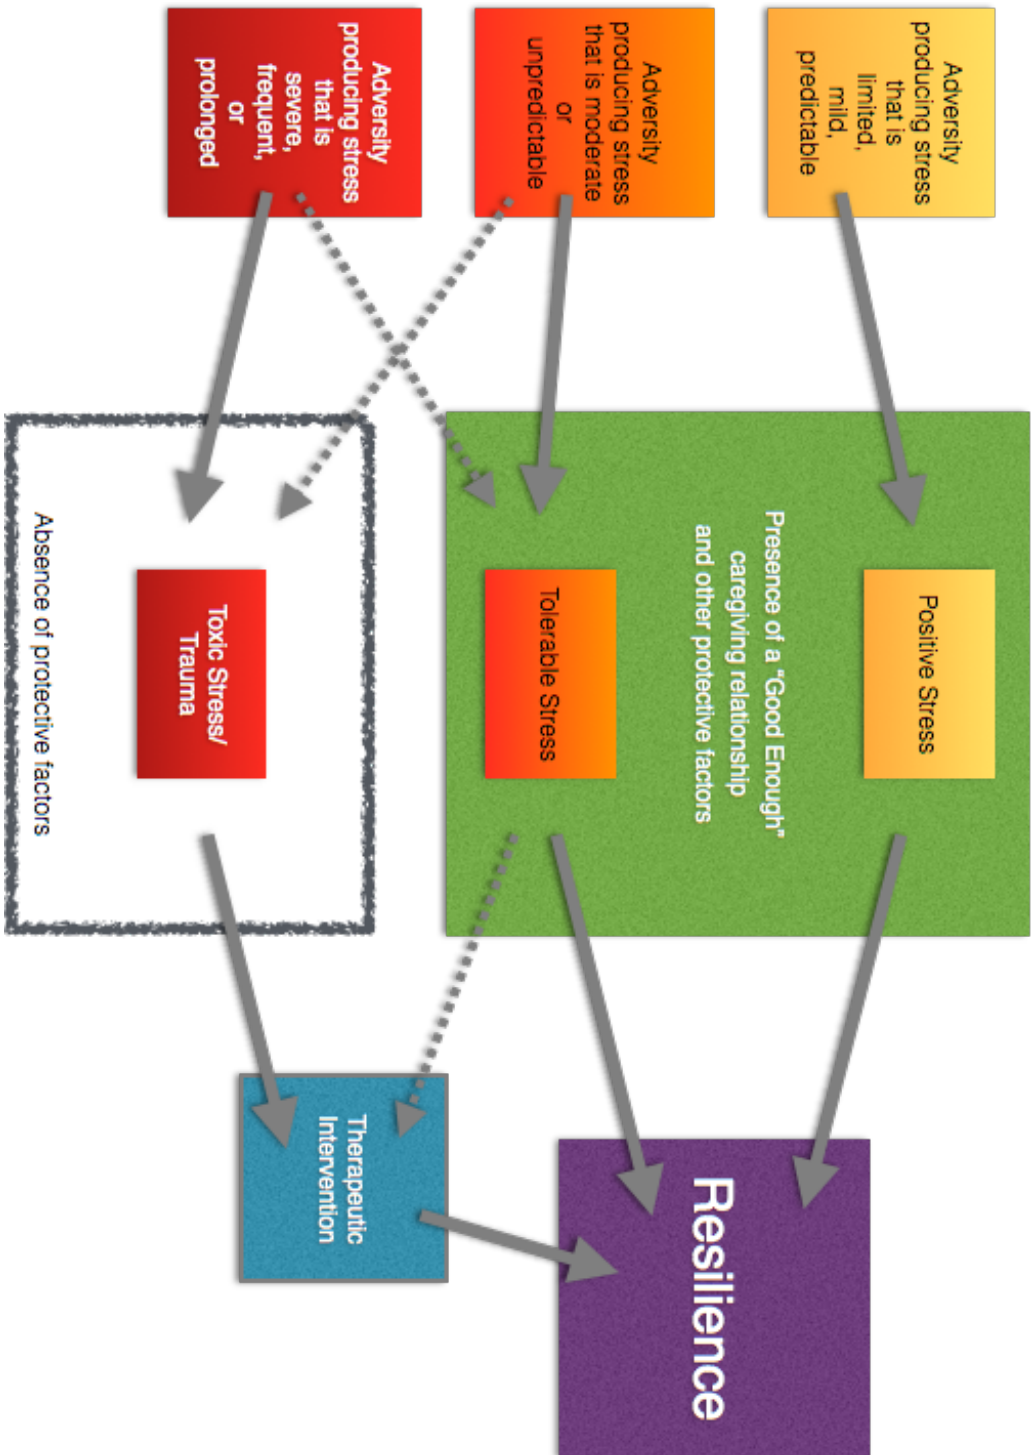 Adversity
producing stress
that is
limited,
mild,
predictable
Adversity
producing stress
that is moderate
or
unpredictable
Adversity
producing stress
that is
severe,
frequent,
or
prolonged
Positive Stress
Presence of a "Good Enough"
caregiving relationship
and other protective factors
Tolerable Stress
Toxic Stress/
Trauma
Absence of protective factors
Therapeutic
Intervention
Resilience